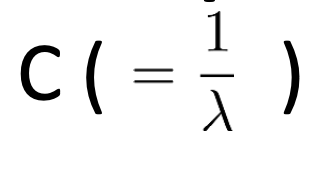 C ( = 1/λ )